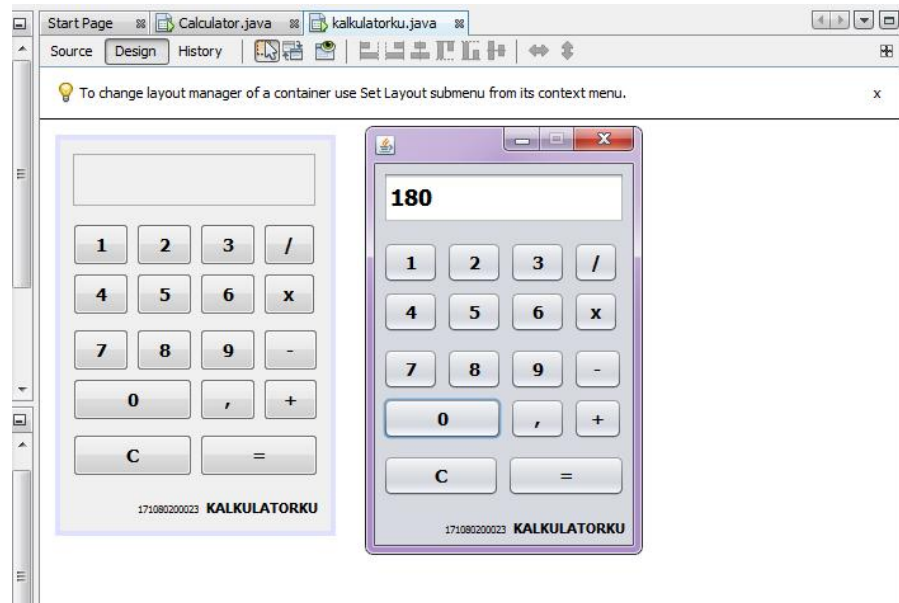 Start Page Calculator.java kalkulatorku.java
Source Design History
To change layout manager of a container use Set Layout submenu from its context menu. x
1 2 3 /
4 5 6 x
7 8 9 -
0 , +
C =
171080200023 KALKULATORKU
180
1 2 3 /
4 5 6 x
7 8 9 -
0 , +
C =
171080200023 KALKULATORKU